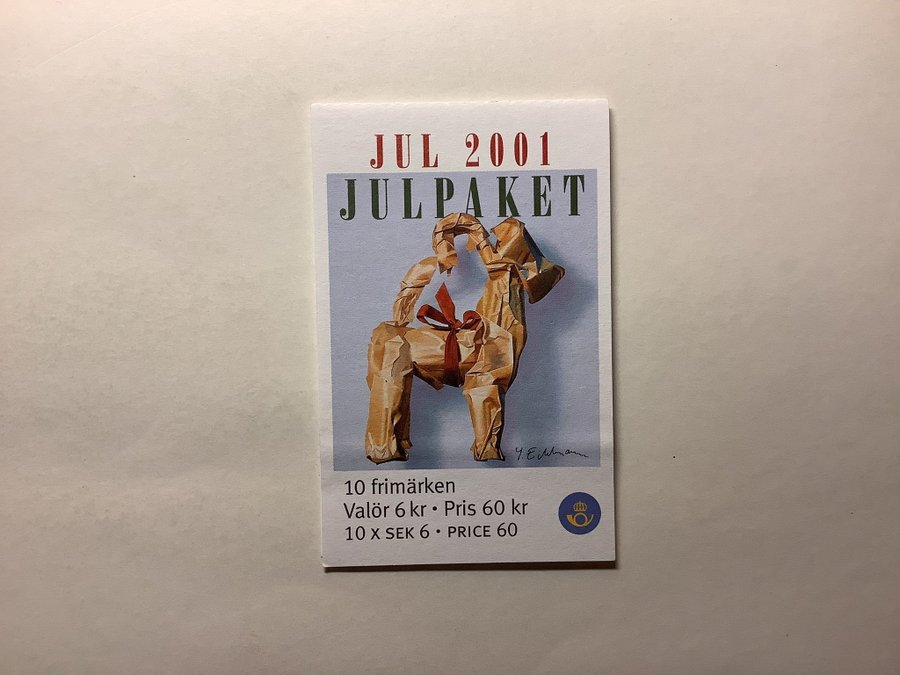 JUL 2001
JULPAKET
10 frimärken
Valör 6 kr • Pris 60 kr
10 X SEK 6 • PRICE 60